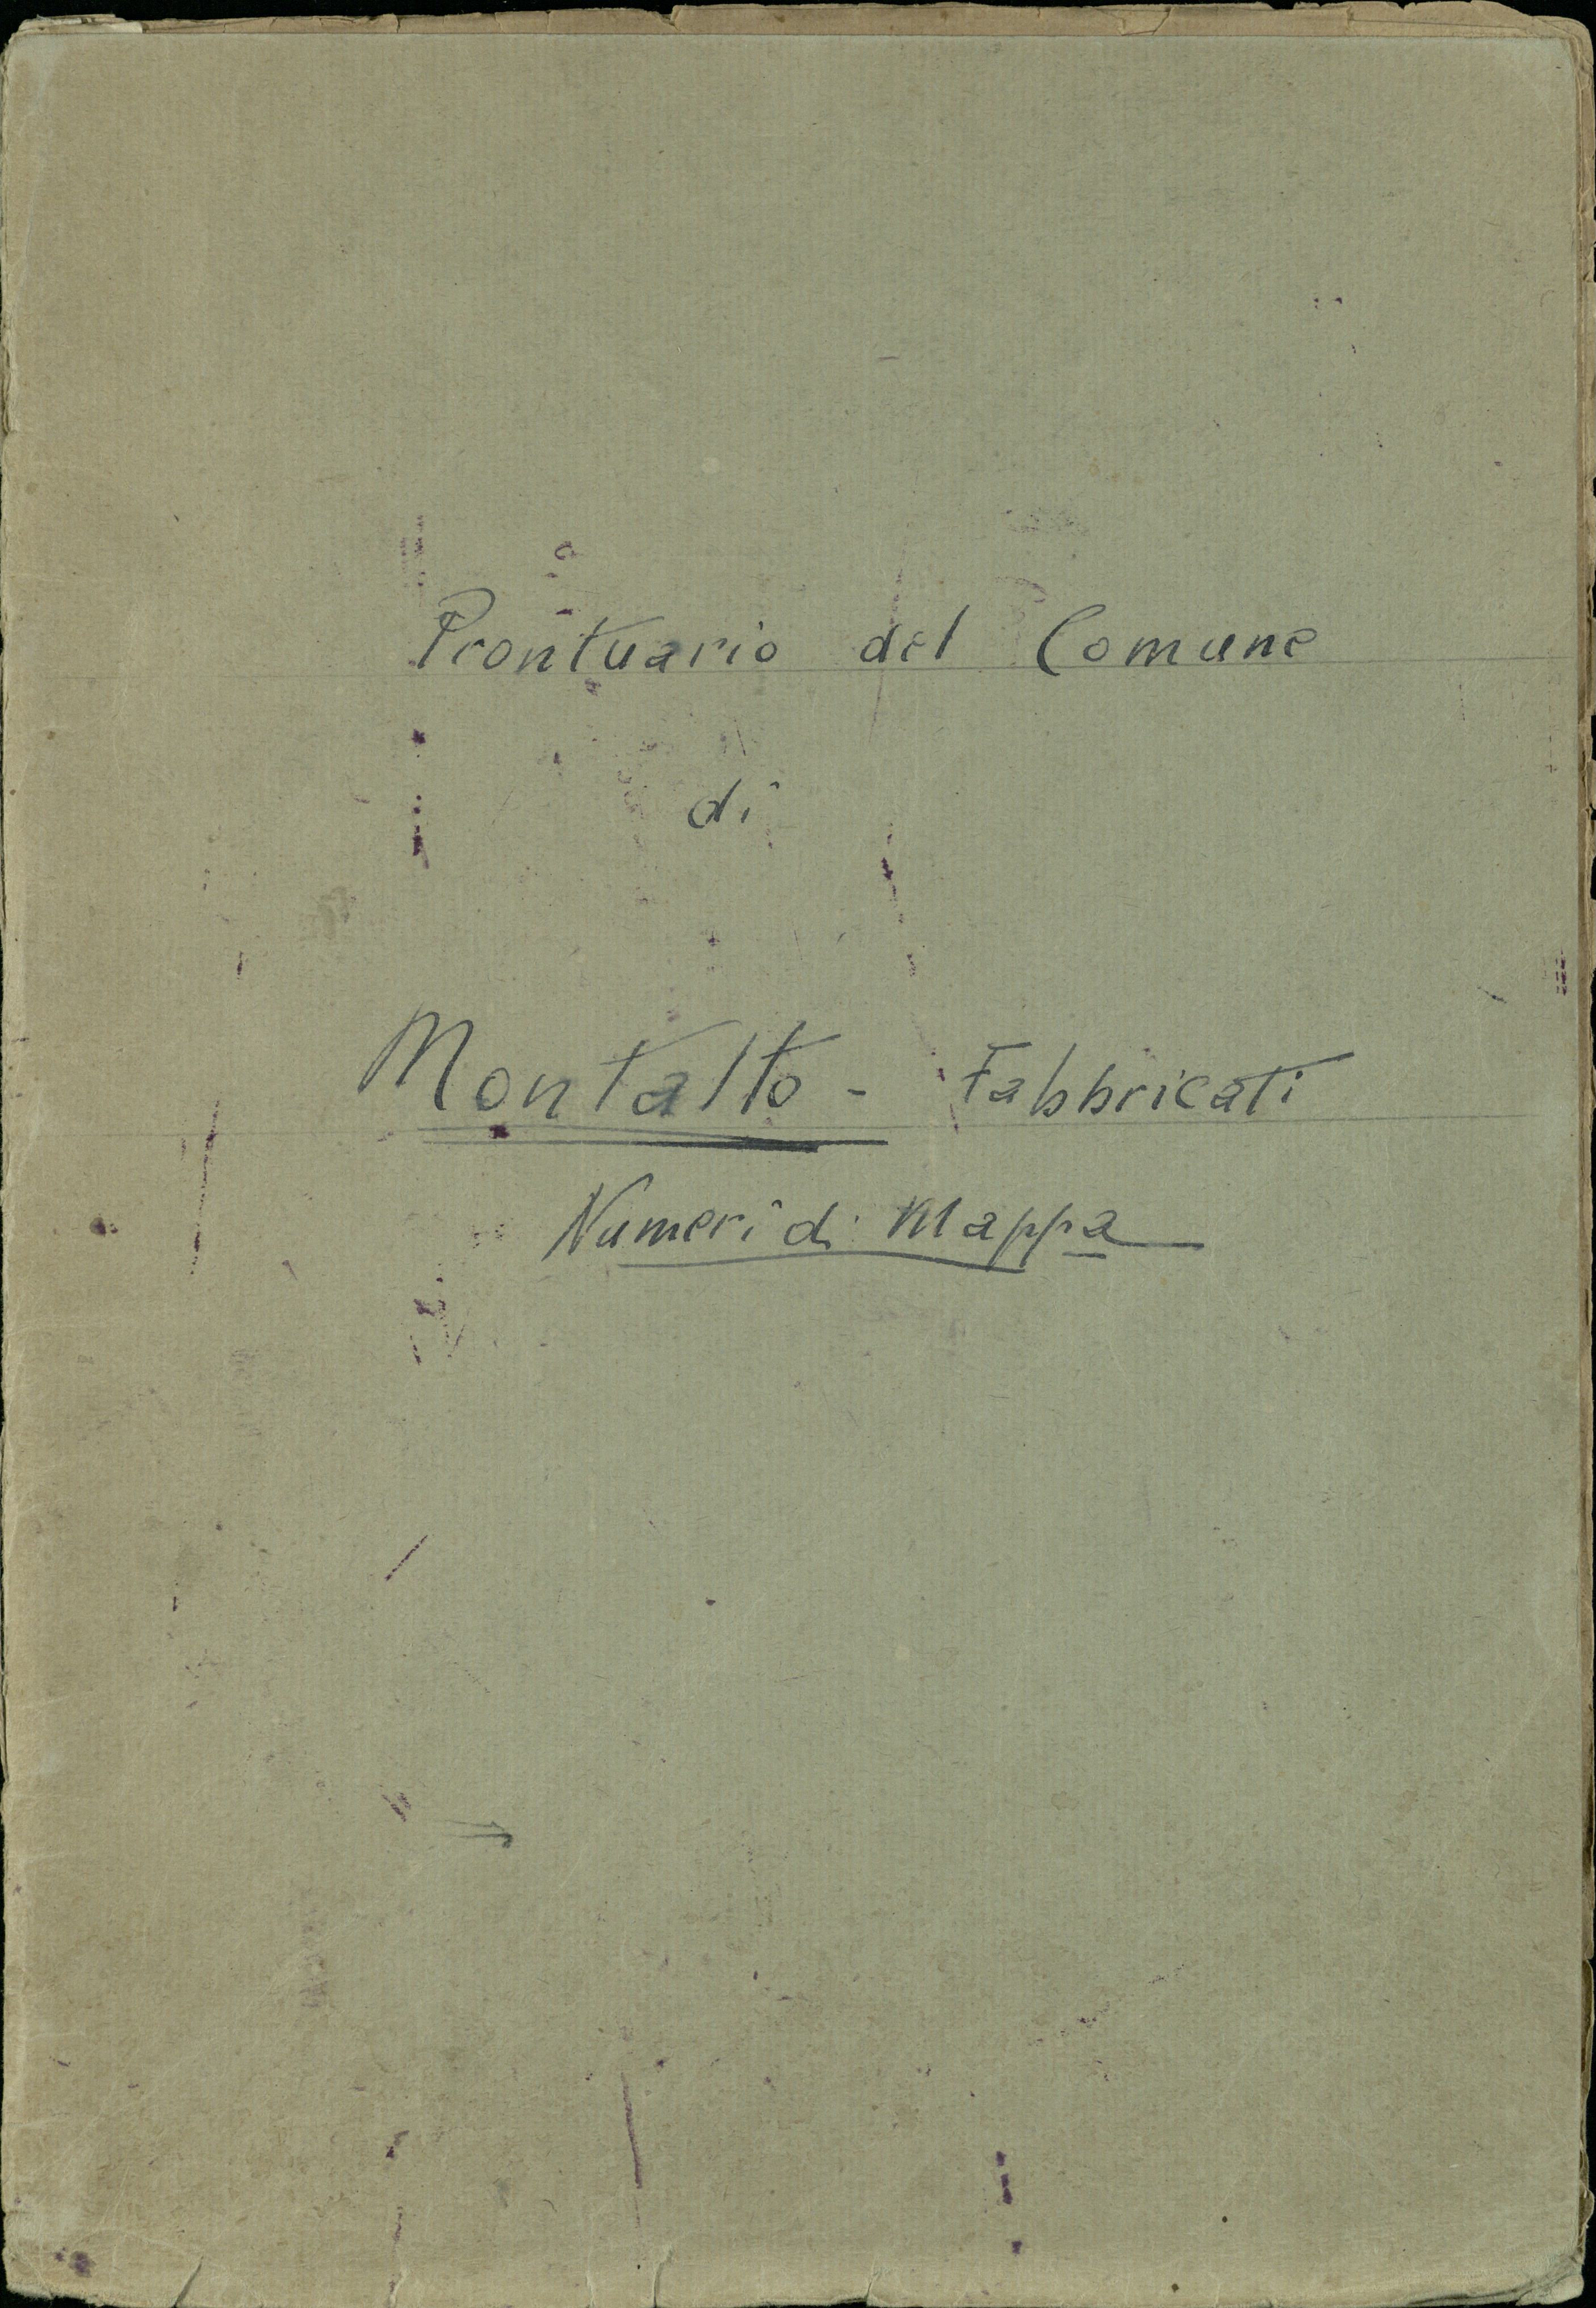 Prontuario del Comune
di
Montalto - Fabbricati
Numeri di Mappa